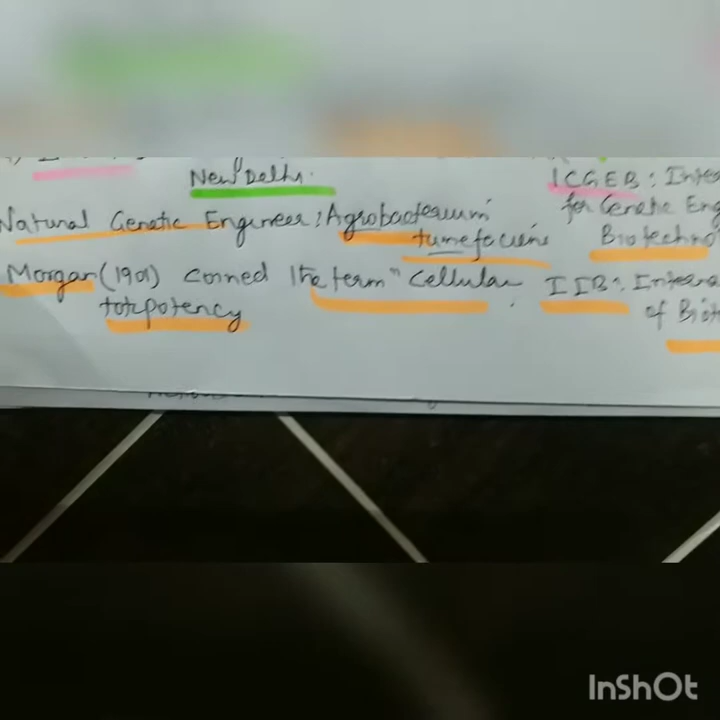 New Delhi.
Natural Genetic Engineer: Agrobacterium
tumefaciens
Morgan (1901) coined the term "cellular
totipotency
ICGEB: Inter
for Genetic Eng
Biotechno
IIB: Interna
of Biot
InShOt